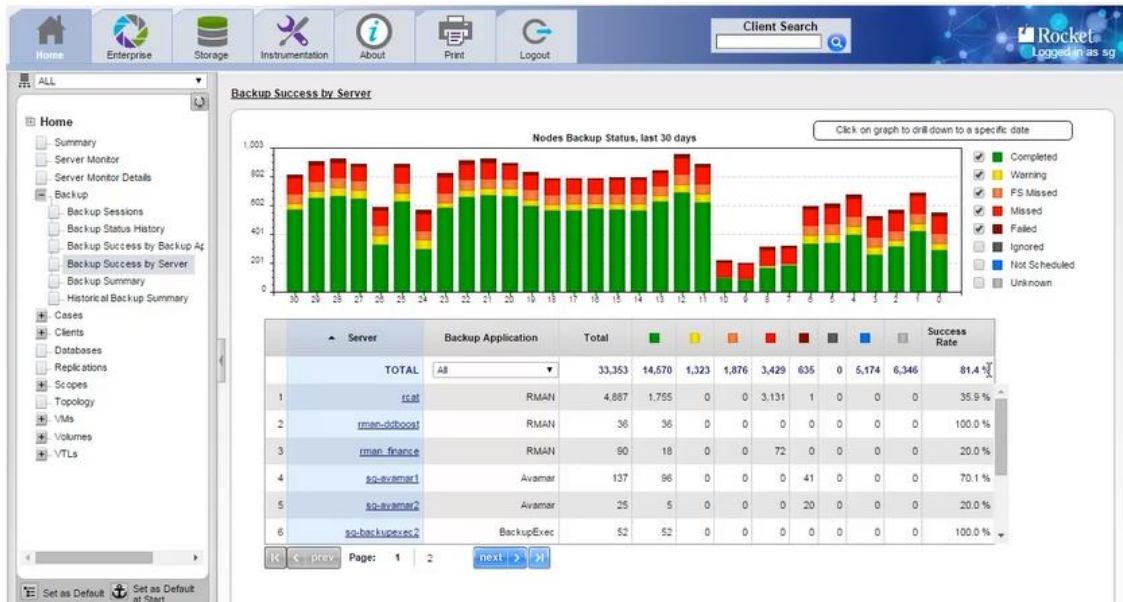 Home
Enterprise
Storage
Instrumentation
About
Print
Logout
Client Search
Rocket
Logged in as sg
ALL
Home
Summary
Server Monitor
Server Monitor Details
Backup
Backup Sessions
Backup Status History
Backup Success by Backup Ap
Backup Success by Server
Backup Summary
Historical Backup Summary
Cases
Clients
Databases
Replications
Scopes
Topology
VMs
Volumes
VTLs
Set as Default
Set as Default at Start
Backup Success by Server
Nodes Backup Status, last 30 days
Click on graph to drill down to a specific date
1,003
802
602
401
201
0
30 29 28 27 26 25 24 23 22 21 20 19 18 17 16 15 14 13 12 11 10 9 8 7 6 5 4 3 2 1 0
Completed
Warning
FS Missed
Missed
Failed
Ignored
Not Scheduled
Unknown
Server Backup Application Total Success Rate
TOTAL All 33,353 14,570 1,323 1,876 3,429 635 0 5,174 6,346 81.4 %
1 rcat RMAN 4,887 1,755 0 0 3,131 1 0 0 0 35.9 %
2 rman-ddboost RMAN 36 36 0 0 0 0 0 0 0 100.0 %
3 rman_finance RMAN 90 18 0 0 72 0 0 0 0 20.0 %
4 sg-avamar1 Avamar 137 96 0 0 0 41 0 0 0 70.1 %
5 sg-avamar2 Avamar 25 5 0 0 0 20 0 0 0 20.0 %
6 sg-backupexec2 BackupExec 52 52 0 0 0 0 0 0 0 100.0 %
prev Page: 1 2 next